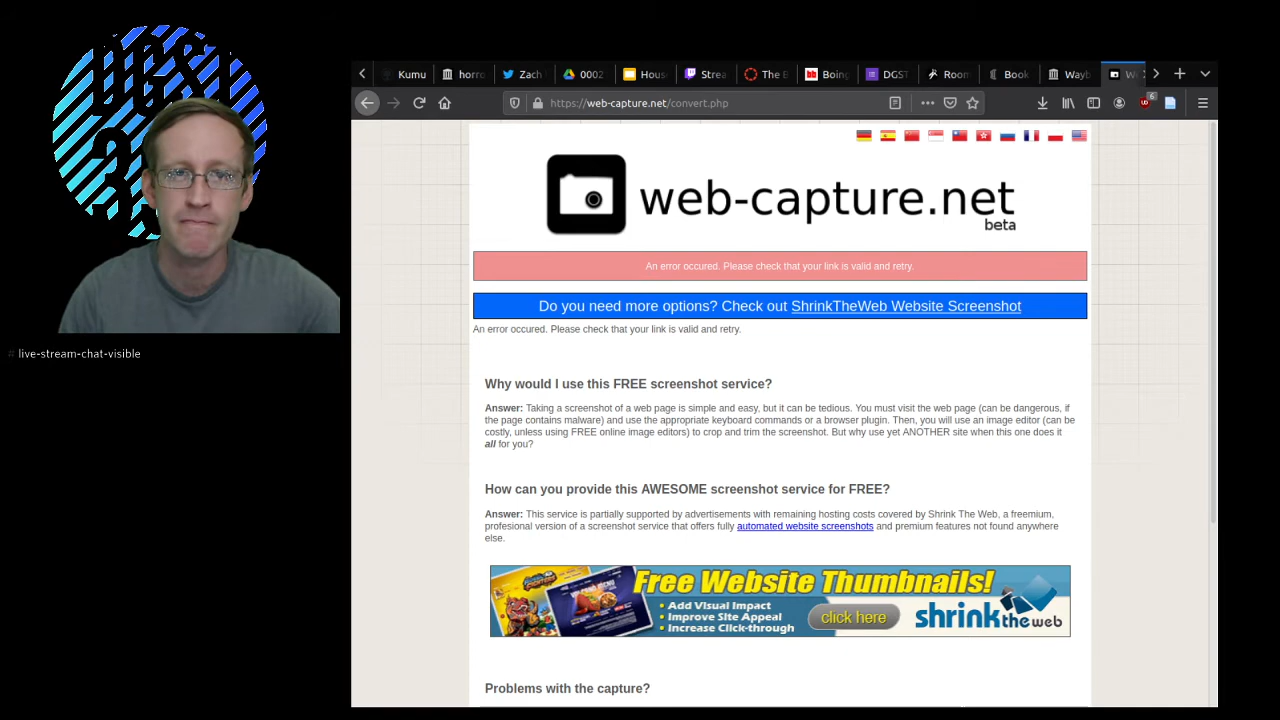 # live-stream-chat-visible
Kumu
horro
Zach
0002
Hous
Strea
The B
Boing
DGST
Room
Book
Wayb
https://web-capture.net/convert.php
6
web-capture.net
beta
An error occured. Please check that your link is valid and retry.
Do you need more options? Check out ShrinkTheWeb Website Screenshot
An error occured. Please check that your link is valid and retry.
Why would I use this FREE screenshot service?
Answer: Taking a screenshot of a web page is simple and easy, but it can be tedious. You must visit the web page (can be dangerous, if
the page contains malware) and use the appropriate keyboard commands or a browser plugin. Then, you will use an image editor (can be
costly, unless using FREE online image editors) to crop and trim the screenshot. But why use yet ANOTHER site when this one does it
all for you?
How can you provide this AWESOME screenshot service for FREE?
Answer: This service is partially supported by advertisements with remaining hosting costs covered by Shrink The Web, a freemium,
profesional version of a screenshot service that offers fully automated website screenshots and premium features not found anywhere
else.
Free Website Thumbnails!
• Add Visual Impact
• Improve Site Appeal
• Increase Click-through
click here
shrink
the web
Problems with the capture?